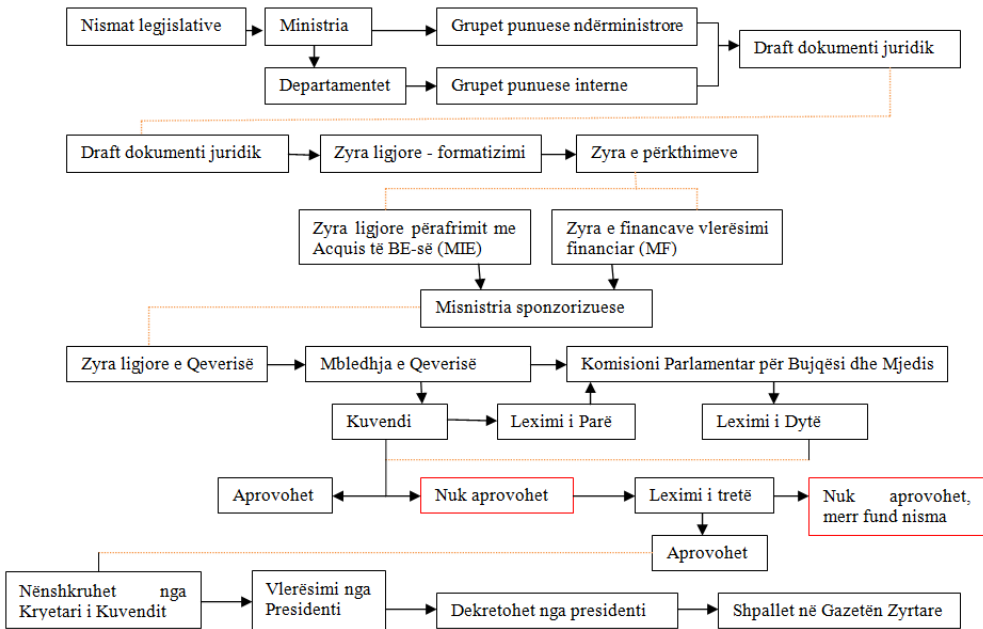 Nismat legjislative
Ministria
Grupet punuese ndërministrore
Draft dokumenti juridik
Departamentet
Grupet punuese interne
Draft dokumenti juridik
Zyra ligjore - formatizimi
Zyra e përkthimeve
Zyra ligjore përafrimit me
Acquis të BE-së (MIE)
Zyra e financave vlerësimi
financiar (MF)
Misnistria sponzorizuese
Zyra ligjore e Qeverisë
Mbledhja e Qeverisë
Komisioni Parlamentar për Bujqësi dhe Mjedis
Kuvendi
Leximi i Parë
Leximi i Dytë
Aprovohet
Nuk aprovohet
Leximi i tretë
Nuk aprovohet,
merr fund nisma
Aprovohet
Nënshkruhet nga
Kryetari i Kuvendit
Vlerësimi nga
Presidenti
Dekretohet nga presidenti
Shpallet në Gazetën Zyrtare